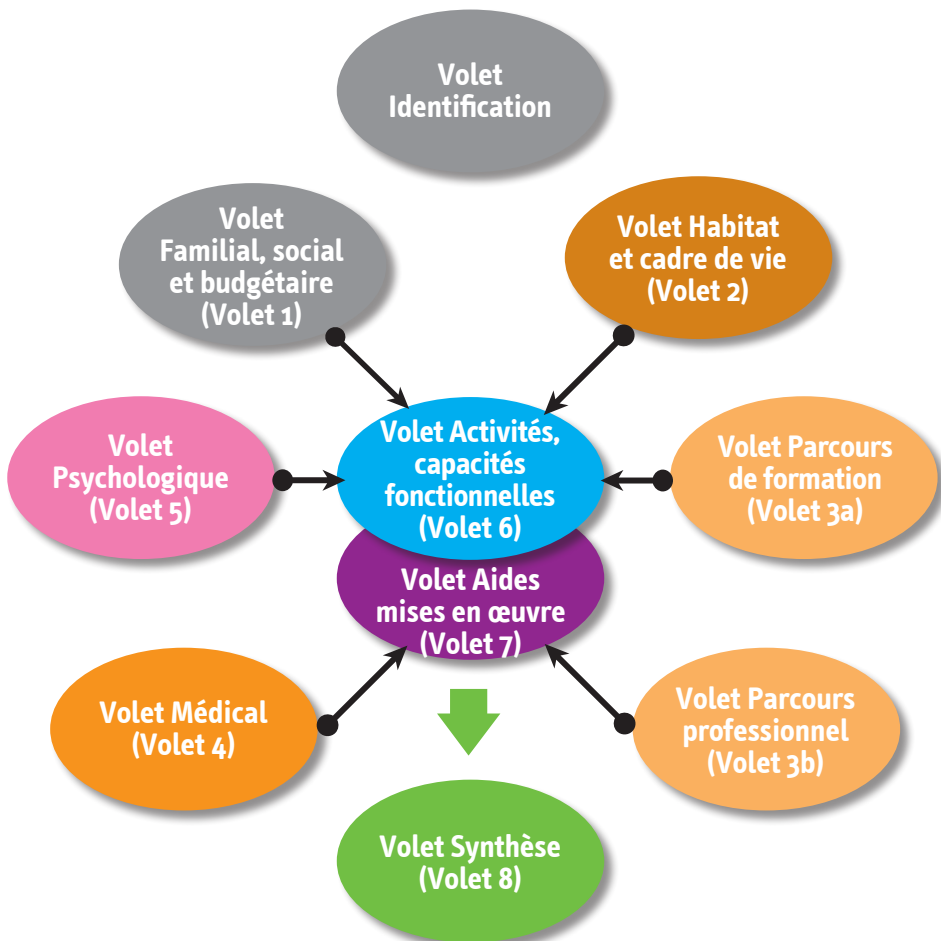 Volet
Identification
Volet
Familial, social
et budgétaire
(Volet 1)
Volet Habitat
et cadre de vie
(Volet 2)
Volet
Psychologique
(Volet 5)
Volet Activités,
capacités
fonctionnelles
(Volet 6)
Volet Parcours
de formation
(Volet 3a)
Volet Aides
mises en œuvre
(Volet 7)
Volet Médical
(Volet 4)
Volet Parcours
professionnel
(Volet 3b)
Volet Synthèse
(Volet 8)